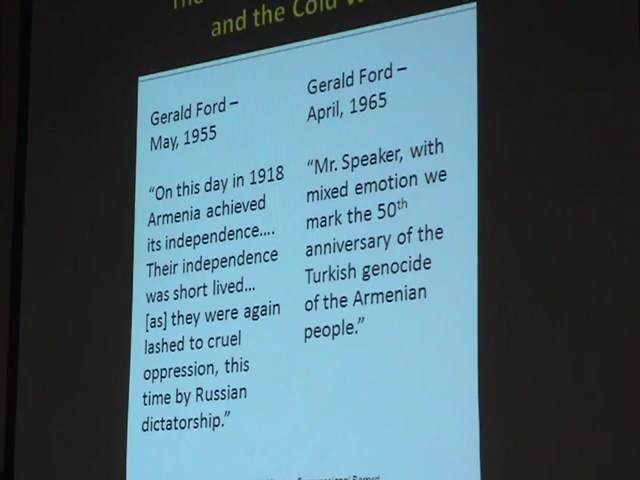 The
and the Cold W
Gerald Ford –
May, 1955
“On this day in 1918
Armenia achieved
its independence....
Their independence
was short lived...
[as] they were again
lashed to cruel
oppression, this
time by Russian
dictatorship.”
Gerald Ford –
April, 1965
“Mr. Speaker, with
mixed emotion we
mark the 50th
anniversary of the
Turkish genocide
of the Armenian
people.”